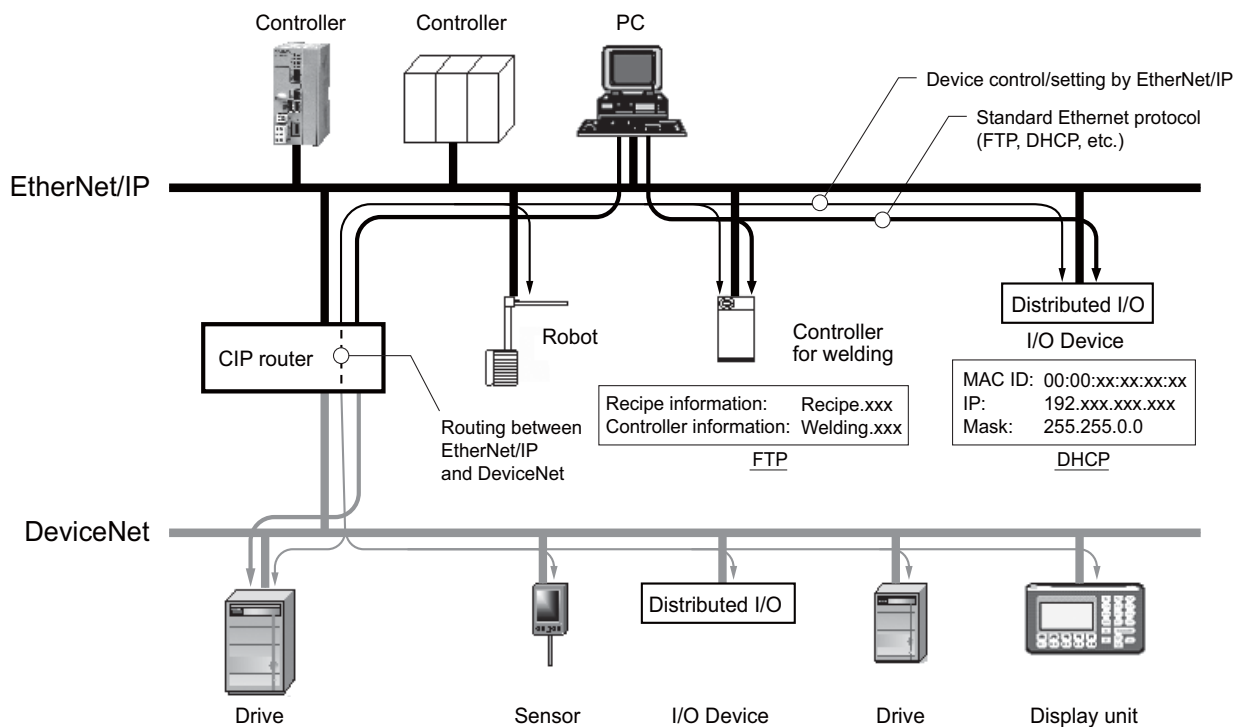 Controller
Controller
PC
Device control/setting by EtherNet/IP
Standard Ethernet protocol
(FTP, DHCP, etc.)
EtherNet/IP
CIP router
Robot
Controller
for welding
Distributed I/O
I/O Device
Routing between
EtherNet/IP
and DeviceNet
Recipe information: Recipe.xxx
Controller information: Welding.xxx
FTP
MAC ID: 00:00:xx:xx:xx:xx
IP: 192.xxx.xxx.xxx
Mask: 255.255.0.0
DHCP
DeviceNet
Distributed I/O
Drive
Sensor
I/O Device
Drive
Display unit